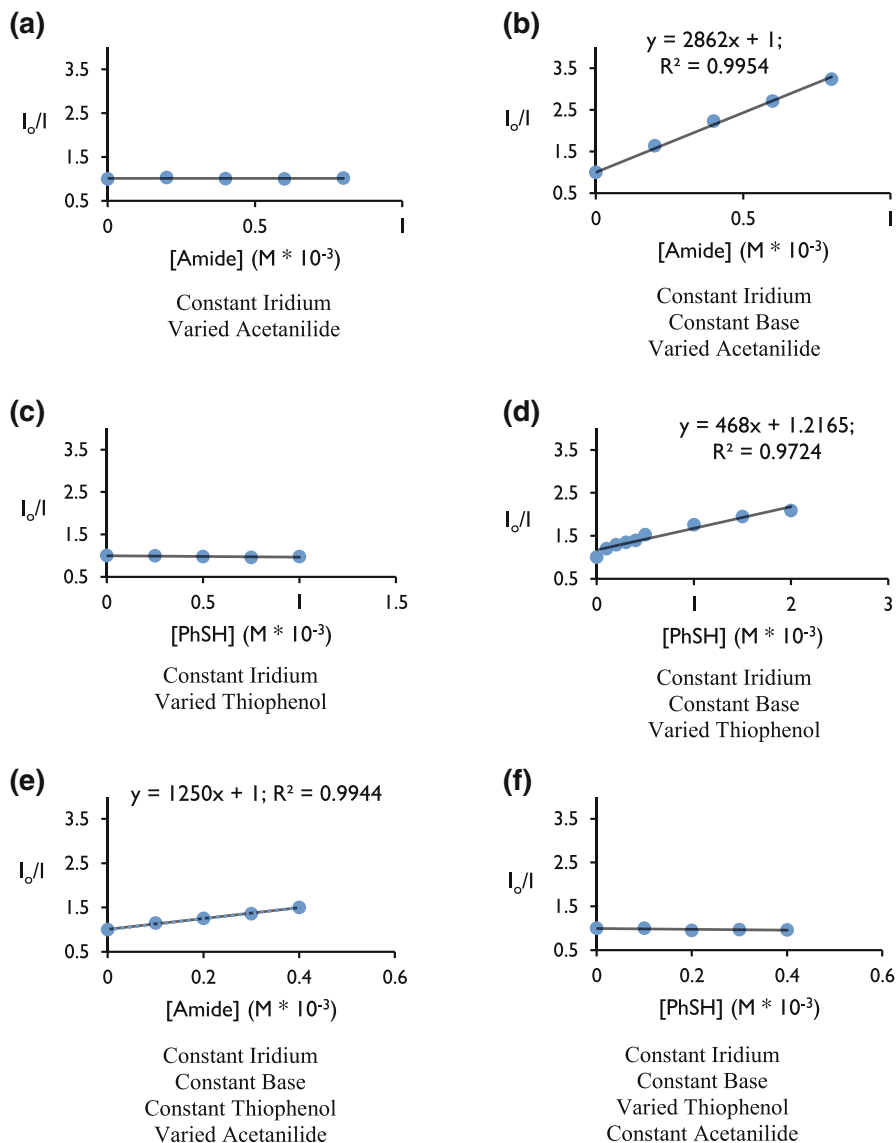 (a)
3.5
2.5
Io/I
1.5
0.5
0 0.5 1
[Amide] (M * 10-3)
Constant Iridium
Varied Acetanilide
(b)
y = 2862x + 1;
R² = 0.9954
3.5
2.5
Io/I
1.5
0.5
0 0.5 1
[Amide] (M * 10-3)
Constant Iridium
Constant Base
Varied Acetanilide
(c)
3.5
2.5
Io/I
1.5
0.5
0 0.5 1 1.5
[PhSH] (M * 10-3)
Constant Iridium
Varied Thiophenol
(d)
y = 468x + 1.2165;
R² = 0.9724
3.5
2.5
Io/I
1.5
0.5
0 1 2 3
[PhSH] (M * 10-3)
Constant Iridium
Constant Base
Varied Thiophenol
(e)
y = 1250x + 1; R² = 0.9944
3.5
2.5
Io/I
1.5
0.5
0 0.2 0.4 0.6
[Amide] (M * 10-3)
Constant Iridium
Constant Base
Constant Thiophenol
Varied Acetanilide
(f)
3.5
2.5
Io/I
1.5
0.5
0 0.2 0.4 0.6
[PhSH] (M * 10-3)
Constant Iridium
Constant Base
Varied Thiophenol
Constant Acetanilide